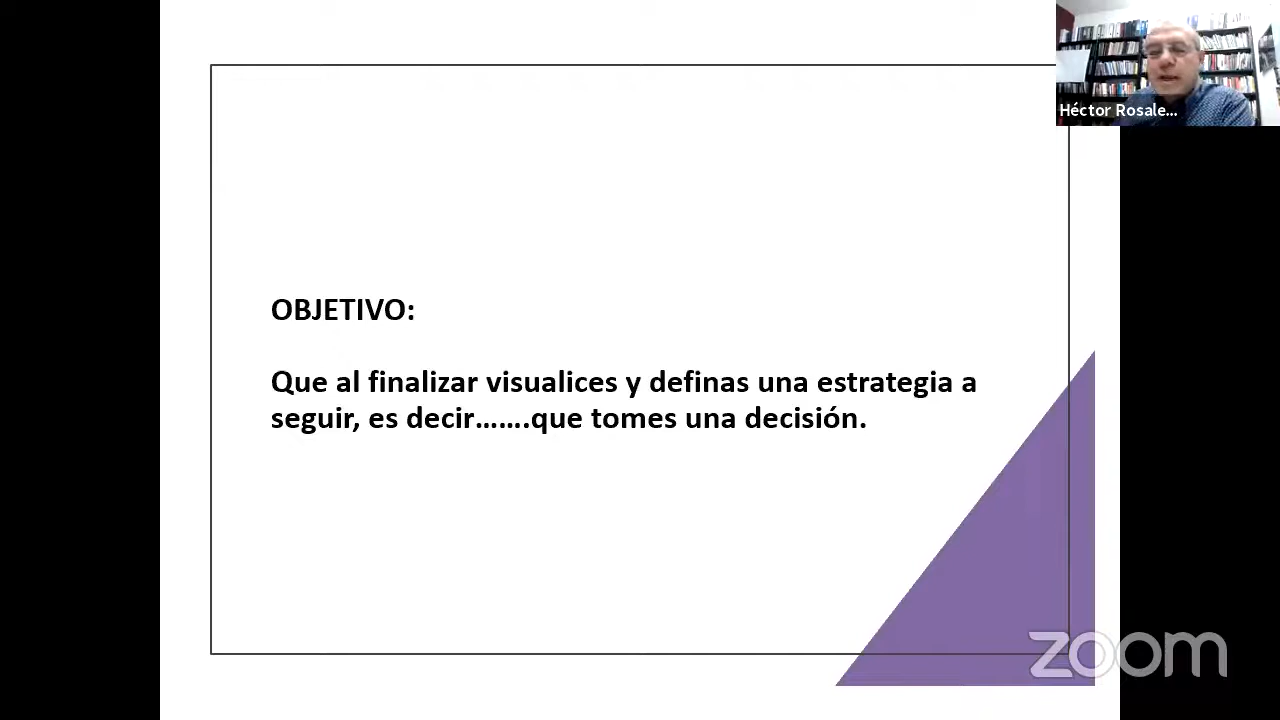 Héctor Rosale...
OBJETIVO:
Que al finalizar visualices y definas una estrategia a
seguir, es decir…….que tomes una decisión.
zoom